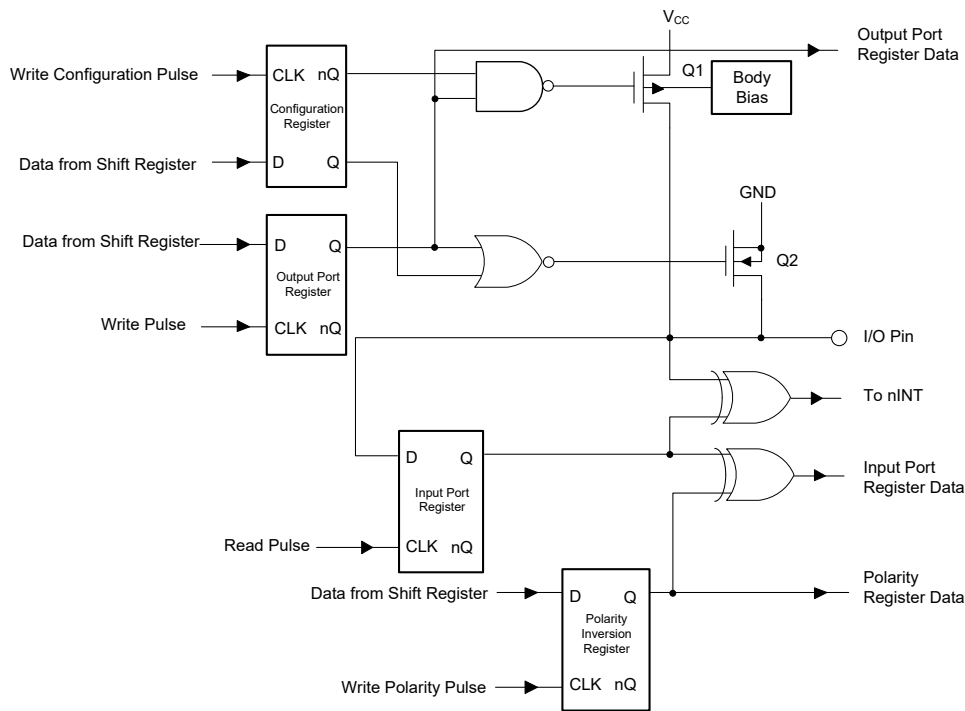 VCC
Output Port
Register Data
Write Configuration Pulse
CLK nQ
Q1
Body
Bias
Configuration
Register
Data from Shift Register
D Q
GND
Data from Shift Register
D Q
Q2
Output Port
Register
Write Pulse
CLK nQ
I/O Pin
To nINT
D Q
Input Port
Register Data
Input Port
Register
Read Pulse
CLK nQ
Polarity
Register Data
Data from Shift Register
D Q
Polarity
Inversion
Register
Write Polarity Pulse
CLK nQ